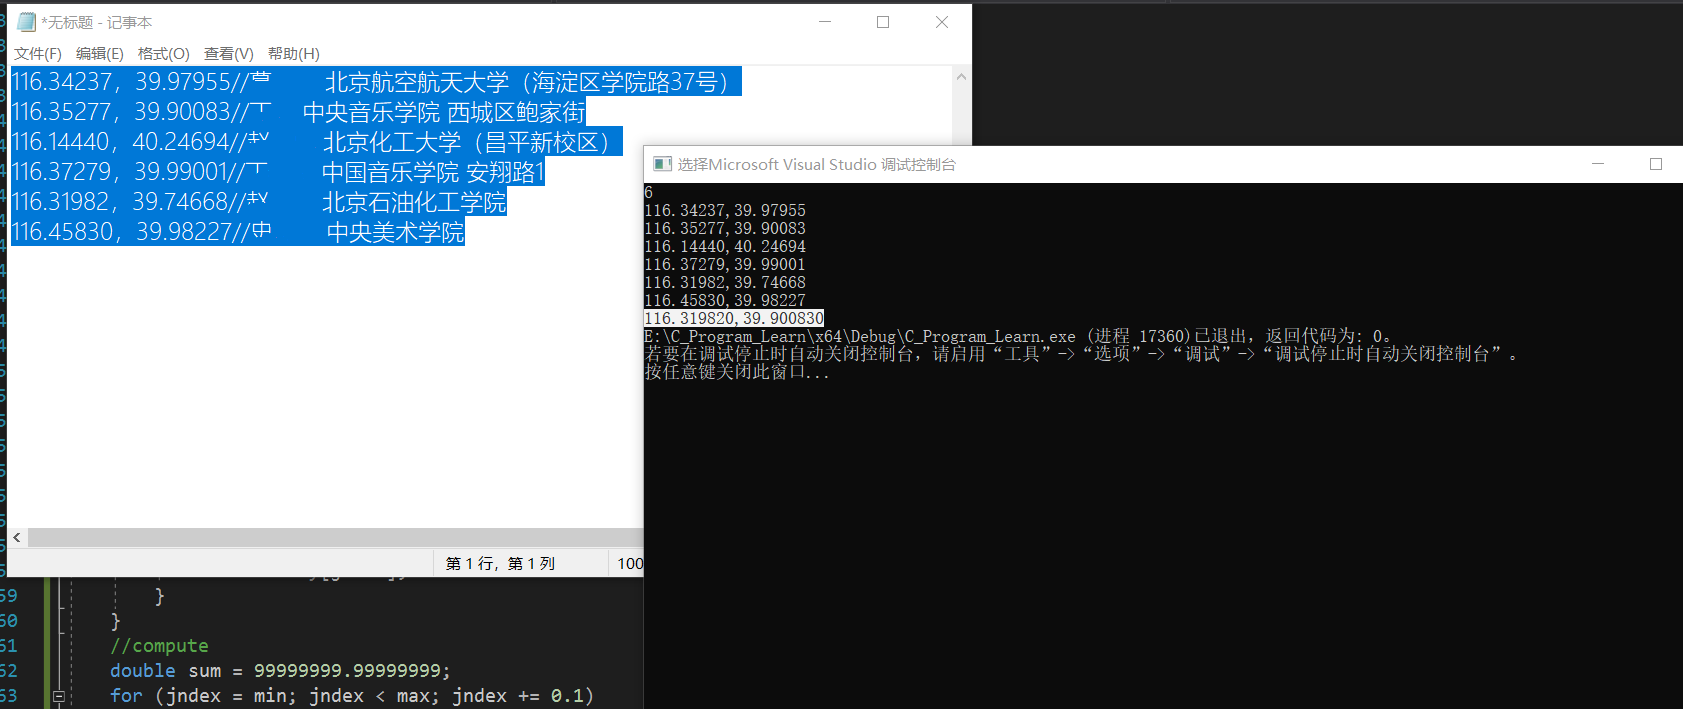 *无标题 - 记事本
文件(F) 编辑(E) 格式(O) 查看(V) 帮助(H)
116.34237，39.97955// 北京航空航天大学（海淀区学院路37号）
116.35277，39.90083// 中央音乐学院 西城区鲍家街
116.14440，40.24694// 北京化工大学（昌平新校区）
116.37279，39.99001// 中国音乐学院 安翔路1
116.31982，39.74668// 北京石油化工学院
116.45830，39.98227// 中央美术学院
第 1 行，第 1 列 100
选择Microsoft Visual Studio 调试控制台
6
116.34237,39.97955
116.35277,39.90083
116.14440,40.24694
116.37279,39.99001
116.31982,39.74668
116.45830,39.98227
116.319820,39.900830
E:\C_Program_Learn\x64\Debug\C_Program_Learn.exe (进程 17360)已退出，返回代码为: 0。
若要在调试停止时自动关闭控制台，请启用“工具”->“选项”->“调试”->“调试停止时自动关闭控制台”。
按任意键关闭此窗口...
59 }
60 }
61 //compute
62 double sum = 99999999.99999999;
63 for (jndex = min; jndex < max; jndex += 0.1)